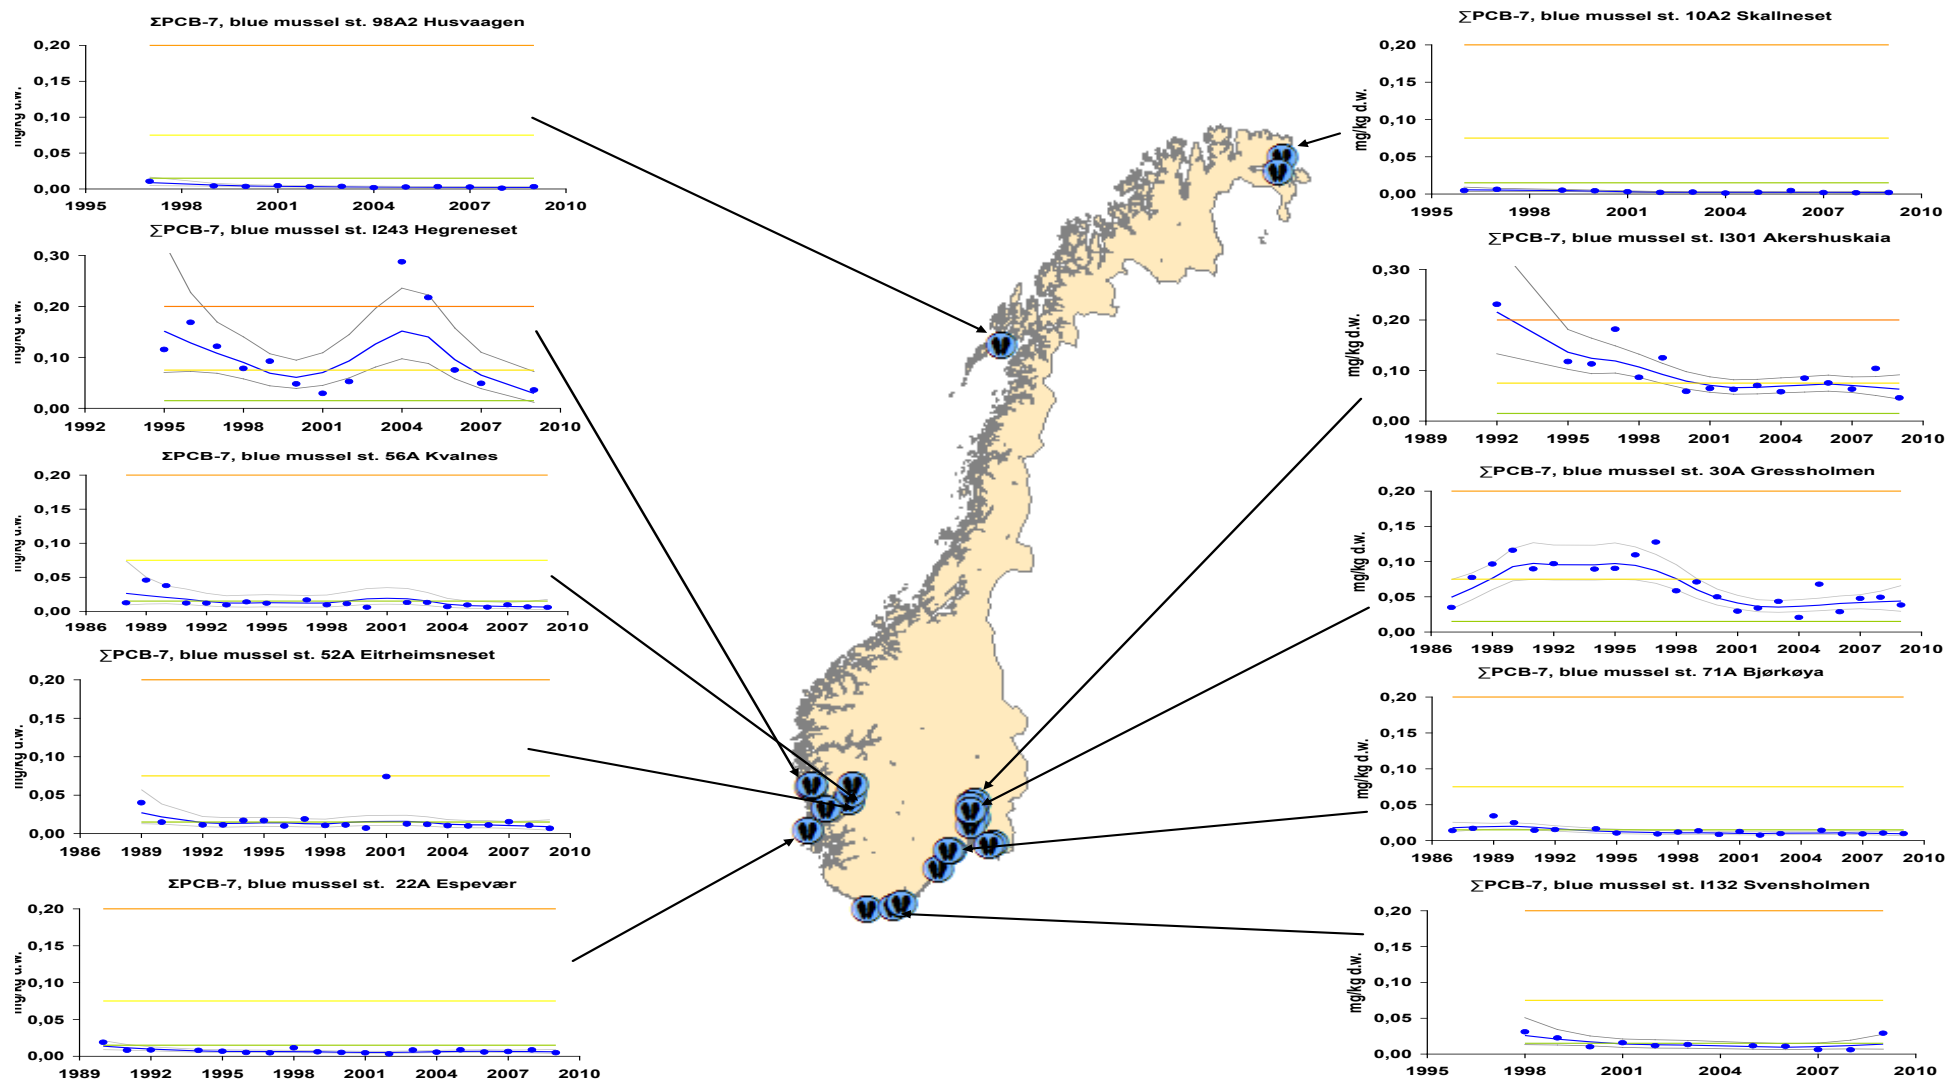 ΣPCB-7, blue mussel st. 98A2 Husvaagen
0,20
0,15
0,10
0,05
0,00
1995 1998 2001 2004 2007 2010
∑PCB-7, blue mussel st. I243 Hegreneset
mg/kg d.w.
0,30
0,20
0,10
0,00
1992 1995 1998 2001 2004 2007 2010
ΣPCB-7, blue mussel st. 56A Kvalnes
0,20
0,15
0,10
0,05
0,00
1986 1989 1992 1995 1998 2001 2004 2007 2010
∑PCB-7, blue mussel st. 52A Eitrheimsneset
0,20
0,15
0,10
0,05
0,00
1986 1989 1992 1995 1998 2001 2004 2007 2010
ΣPCB-7, blue mussel st. 22A Espevær
0,20
0,15
0,10
0,05
0,00
1989 1992 1995 1998 2001 2004 2007 2010
∑PCB-7, blue mussel st. 10A2 Skallneset
mg/kg d.w.
0,20
0,15
0,10
0,05
0,00
1995 1998 2001 2004 2007 2010
∑PCB-7, blue mussel st. I301 Akershuskaia
mg/kg d.w.
0,30
0,20
0,10
0,00
1989 1992 1995 1998 2001 2004 2007 2010
∑PCB-7, blue mussel st. 30A Gressholmen
mg/kg d.w.
0,20
0,15
0,10
0,05
0,00
1986 1989 1992 1995 1998 2001 2004 2007 2010
∑PCB-7, blue mussel st. 71A Bjørkøya
mg/kg d.w.
0,20
0,15
0,10
0,05
0,00
1986 1989 1992 1995 1998 2001 2004 2007 2010
∑PCB-7, blue mussel st. I132 Svensholmen
mg/kg d.w.
0,20
0,15
0,10
0,05
0,00
1995 1998 2001 2004 2007 2010